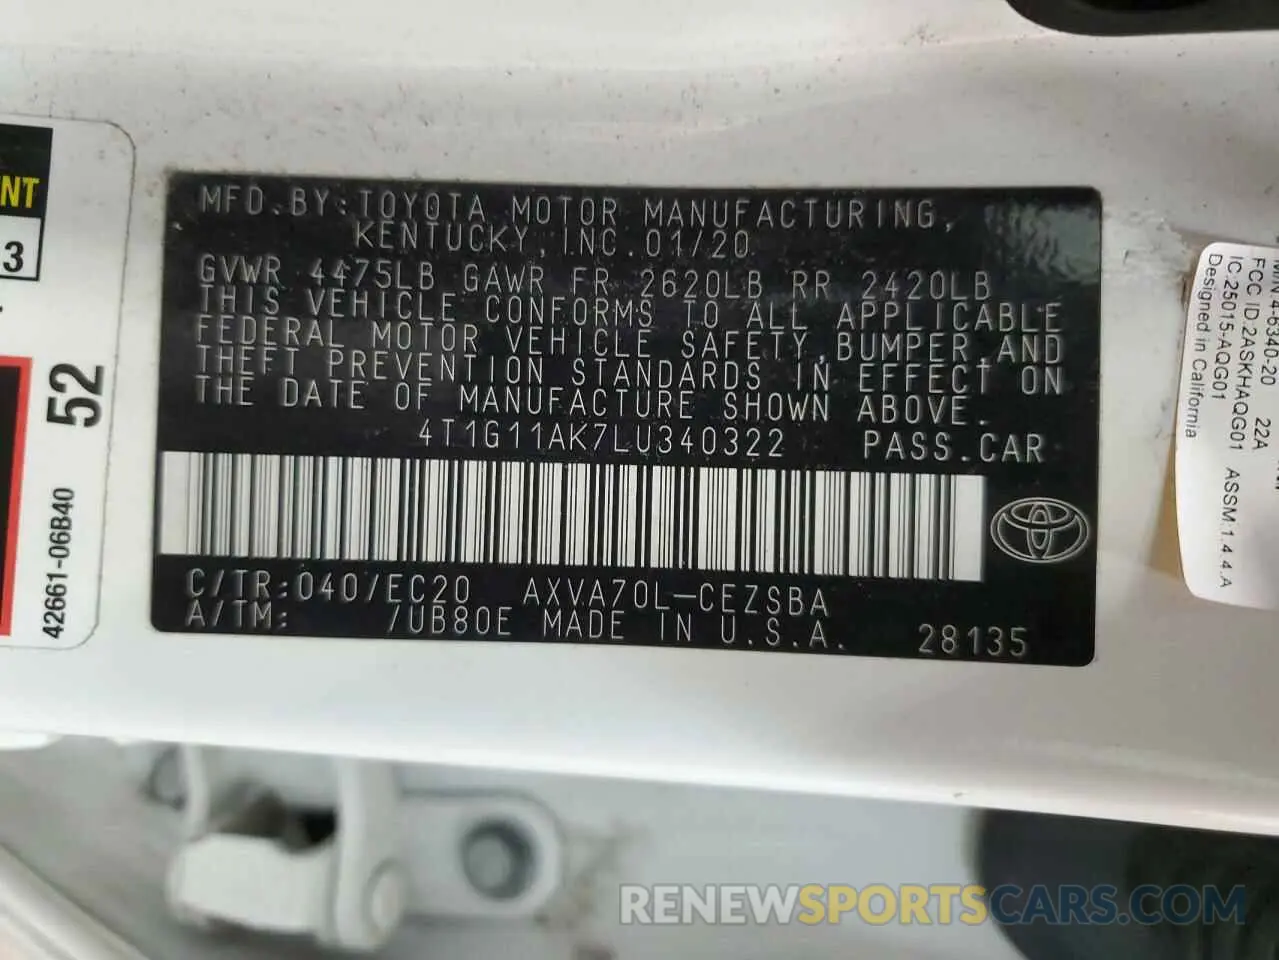 MFD.BY:TOYOTA MOTOR MANUFACTURING,
KENTUCKY, INC. 01/20
GVWR 4475LB GAWR FR 2620LB RR 2420LB
THIS VEHICLE CONFORMS TO ALL APPLICABLE
FEDERAL MOTOR VEHICLE SAFETY,BUMPER,AND
THEFT PREVENTION STANDARDS IN EFFECT ON
THE DATE OF MANUFACTURE SHOWN ABOVE.
4T1G11AK7LU340322 PASS.CAR
C/TR:040/EC20 AXVA70L-CEZSBA
A/TM: /UB80E MADE IN U.S.A. 28135
NT
3
52
42661-06B40
4-6340-20 22A
FCC ID:2ASKHAQG01 ASSM.1.4.4.A
IC:25015-AQG01
Designed in California
RENEWSPORTSCARS.COM